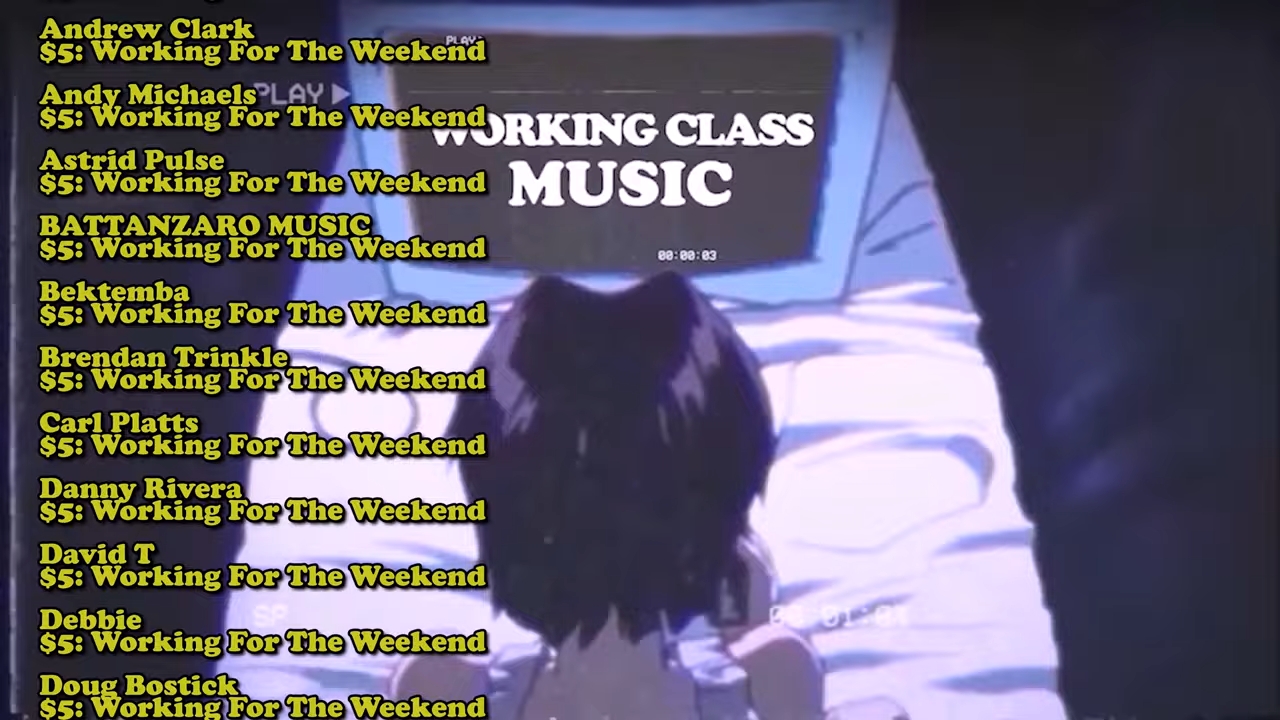 Andrew Clark
$5: Working For The Weekend
Andy Michaels
$5: Working For The Weekend
Astrid Pulse
$5: Working For The Weekend
BATTANZARO MUSIC
$5: Working For The Weekend
Bektemba
$5: Working For The Weekend
Brendan Trinkle
$5: Working For The Weekend
Carl Platts
$5: Working For The Weekend
Danny Rivera
$5: Working For The Weekend
David T
$5: Working For The Weekend
Debbie
$5: Working For The Weekend
Doug Bostick
$5: Working For The Weekend
PLAY
PLAY
WORKING CLASS
MUSIC
00:00:03
SP